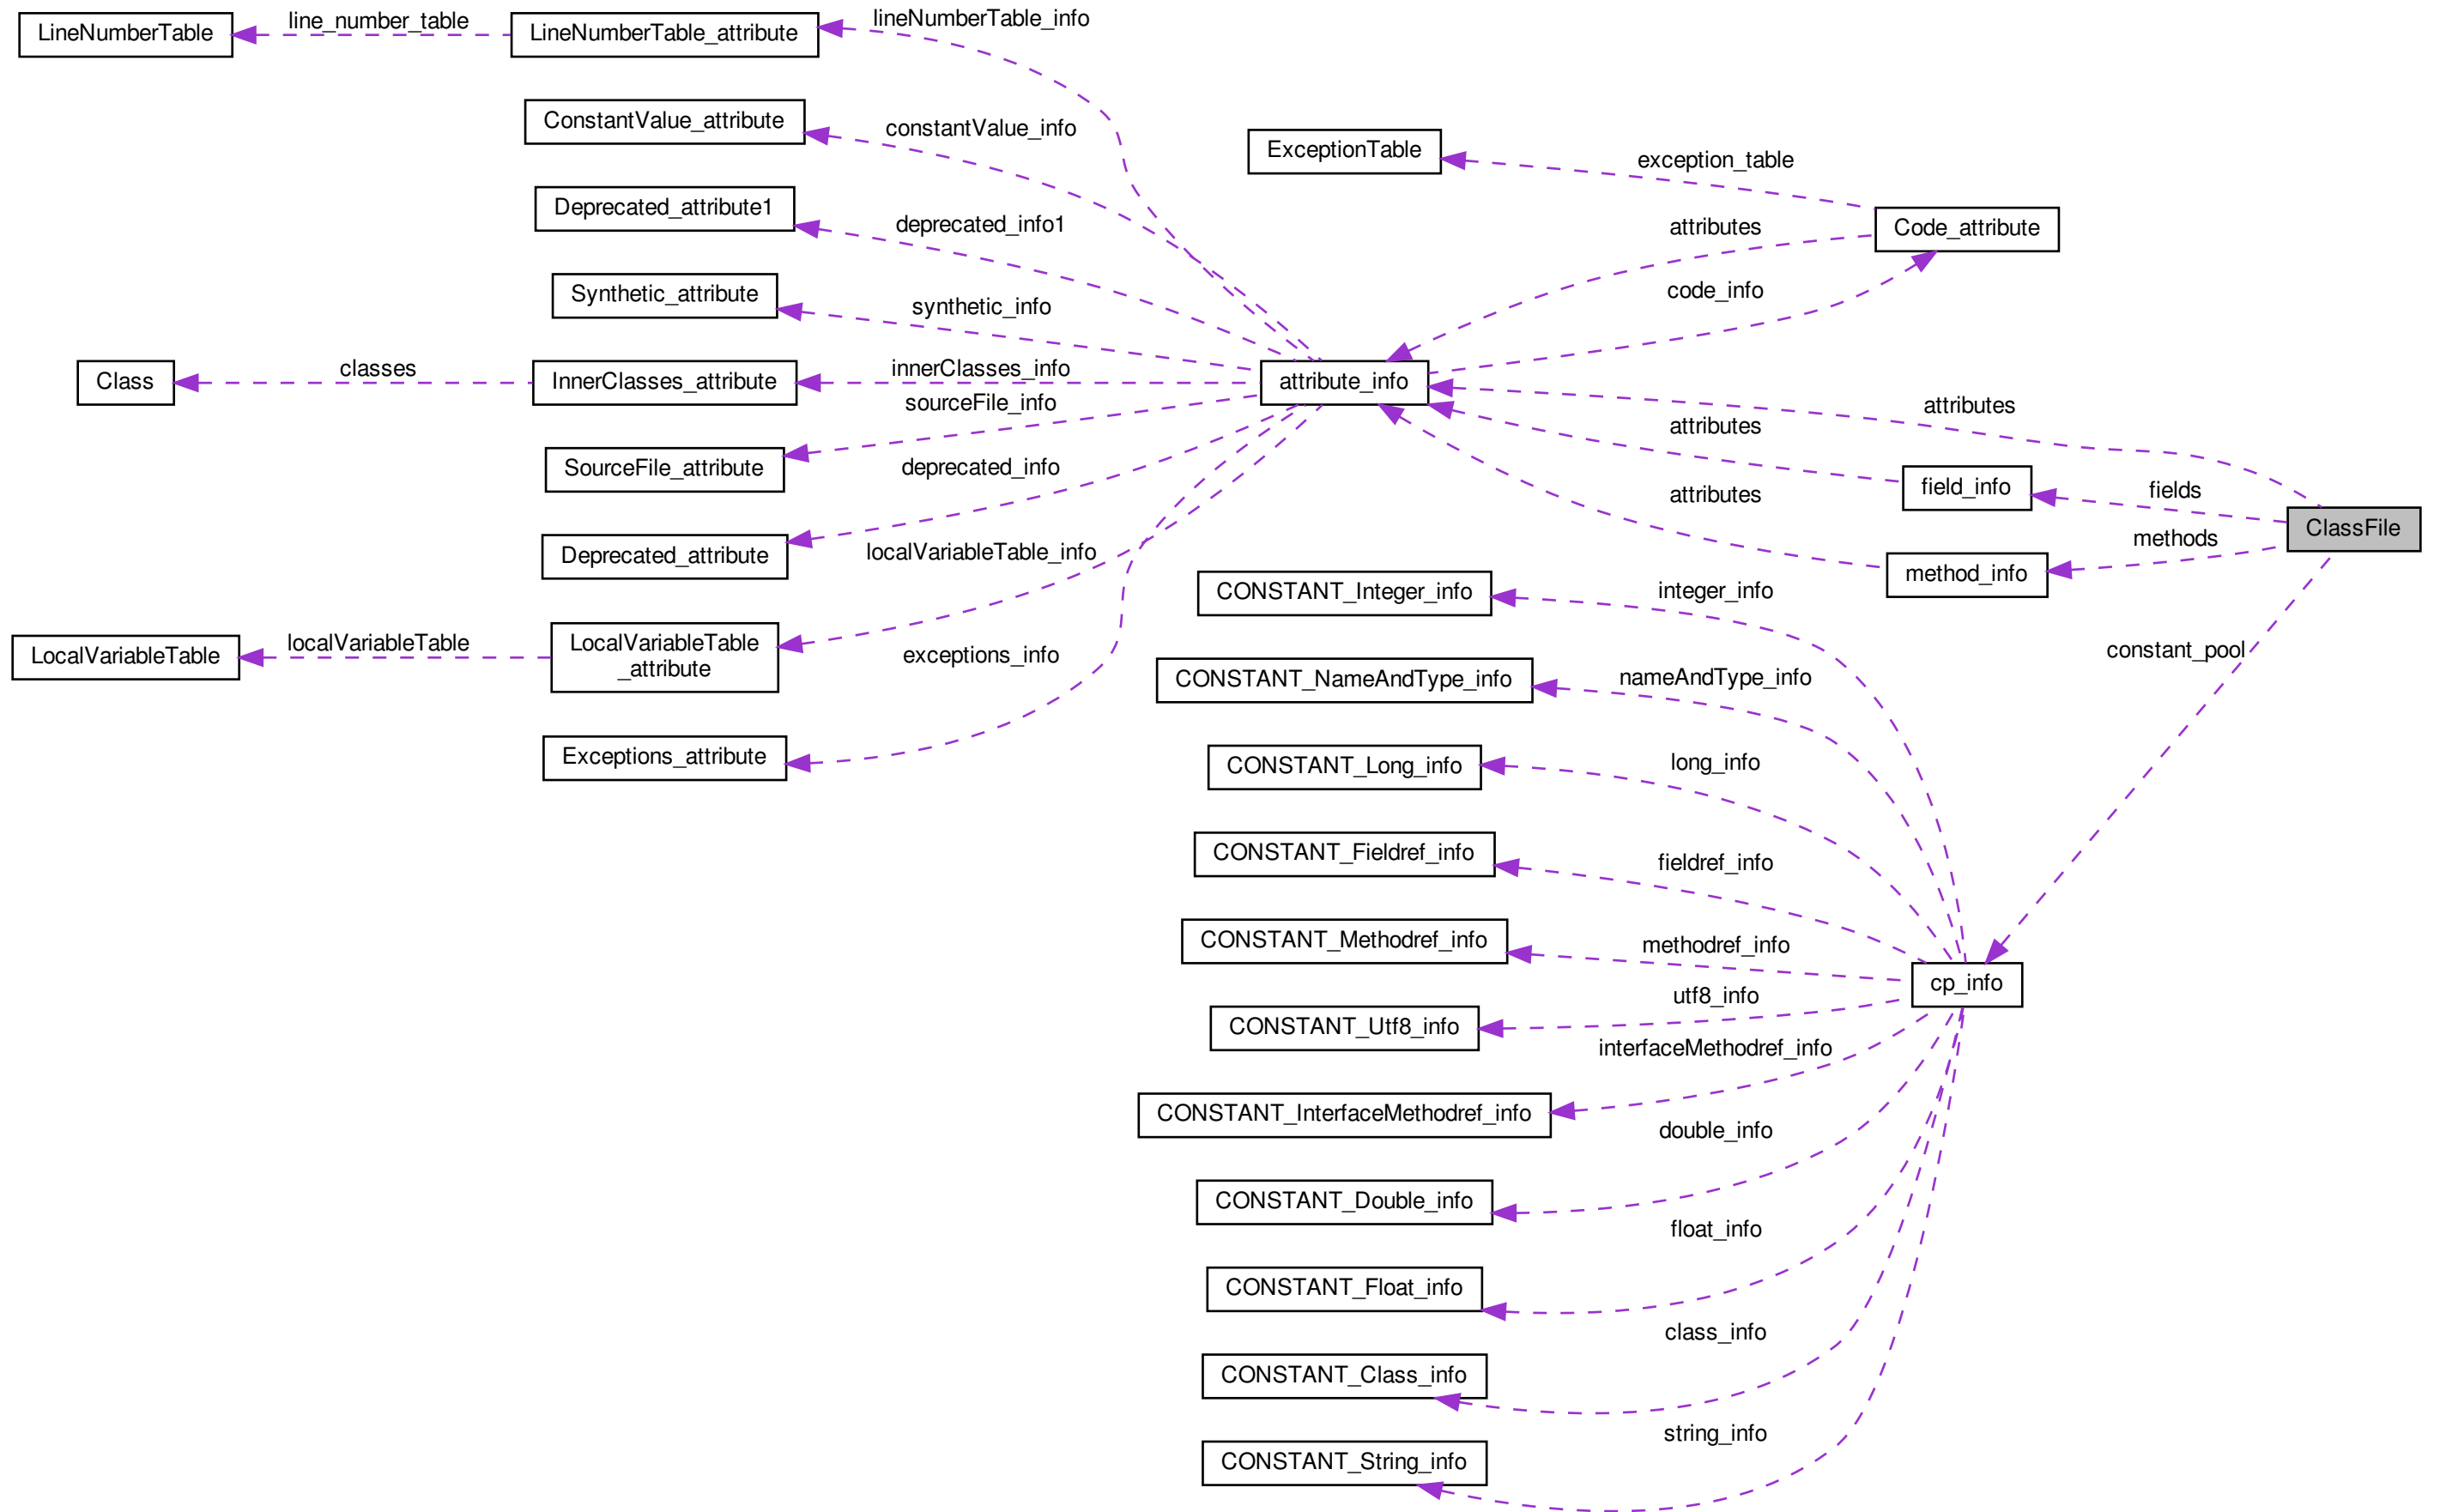 LineNumberTable
line_number_table
LineNumberTable_attribute
lineNumberTable_info
ConstantValue_attribute
constantValue_info
ExceptionTable
exception_table
Deprecated_attribute1
deprecated_info1
attributes
Code_attribute
Synthetic_attribute
synthetic_info
code_info
Class
classes
InnerClasses_attribute
innerClasses_info
attribute_info
sourceFile_info
attributes
SourceFile_attribute
deprecated_info
attributes
field_info
fields
attributes
ClassFile
Deprecated_attribute
localVariableTable_info
methods
method_info
CONSTANT_Integer_info
integer_info
LocalVariableTable
localVariableTable
LocalVariableTable
_attribute
exceptions_info
constant_pool
CONSTANT_NameAndType_info
nameAndType_info
Exceptions_attribute
CONSTANT_Long_info
long_info
CONSTANT_Fieldref_info
fieldref_info
CONSTANT_Methodref_info
methodref_info
cp_info
utf8_info
CONSTANT_Utf8_info
interfaceMethodref_info
CONSTANT_InterfaceMethodref_info
double_info
CONSTANT_Double_info
float_info
CONSTANT_Float_info
class_info
CONSTANT_Class_info
string_info
CONSTANT_String_info